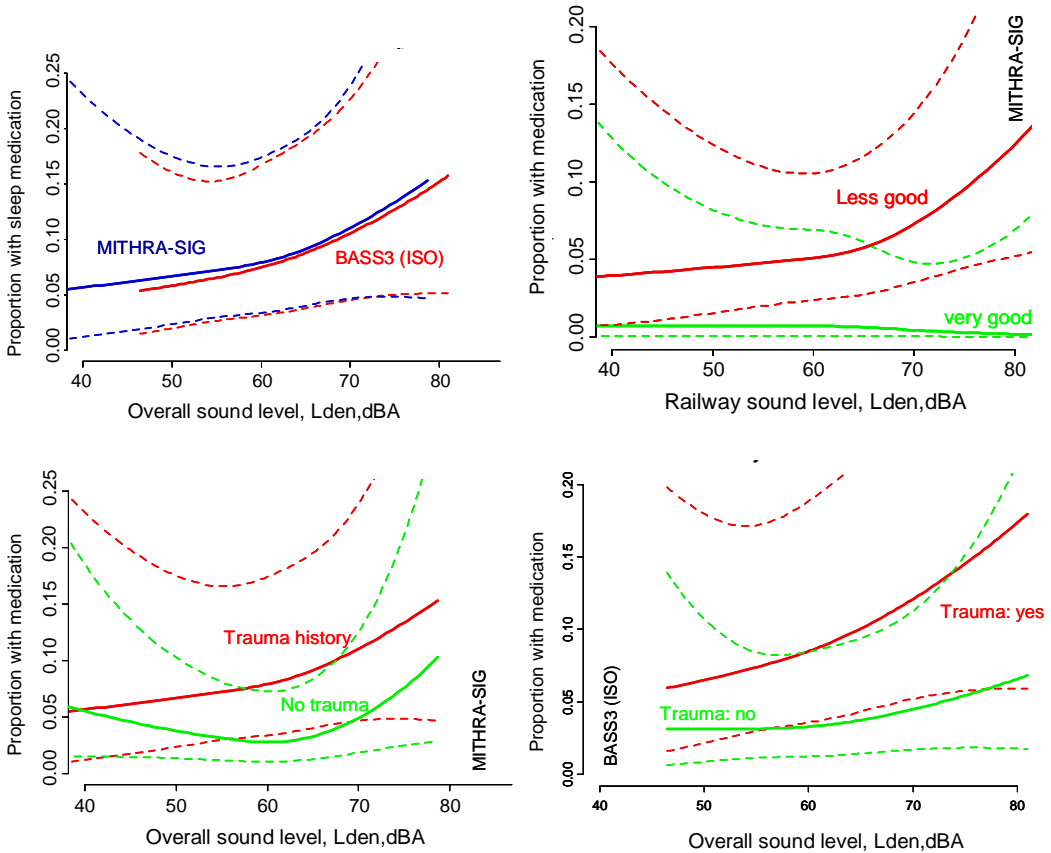 Proportion with sleep medication
0.00 0.05 0.10 0.15 0.20 0.25
MITHRA-SIG
BASS3 (ISO)
40 50 60 70 80
Overall sound level, Lden,dBA
Proportion with medication
0.00 0.05 0.10 0.15 0.20
MITHRA-SIG
Less good
very good
40 50 60 70 80
Railway sound level, Lden,dBA
Proportion with medication
0.00 0.05 0.10 0.15 0.20 0.25
Trauma history
No trauma
MITHRA-SIG
40 50 60 70 80
Overall sound level, Lden,dBA
Proportion with medication
0.00 0.05 0.10 0.15 0.20
BASS3 (ISO)
Trauma: yes
Trauma: no
40 50 60 70 80
Overall sound level, Lden,dBA